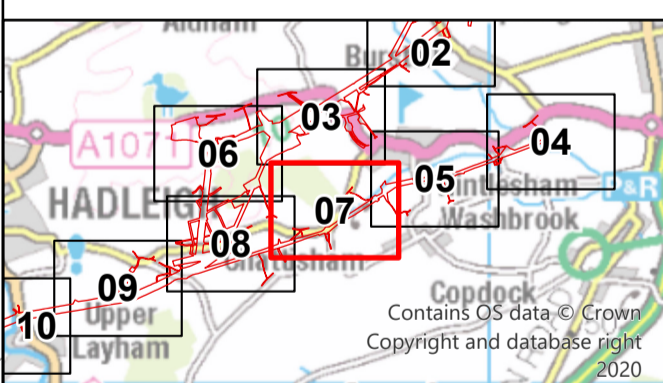 Aldham
02
03
04
A1071
06
05
P&R
HADLEIGH
07
Washbrook
08
09
Copdock
10
Upper
Layham
Contains OS data © Crown
Copyright and database right
2020